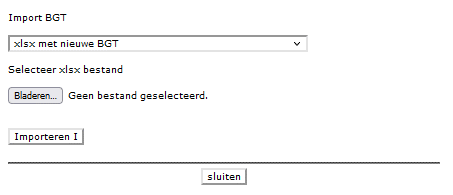 Import BGT
xlsx met nieuwe BGT
Selecteer xlsx bestand
Bladeren... Geen bestand geselecteerd.
Importeren I
sluiten